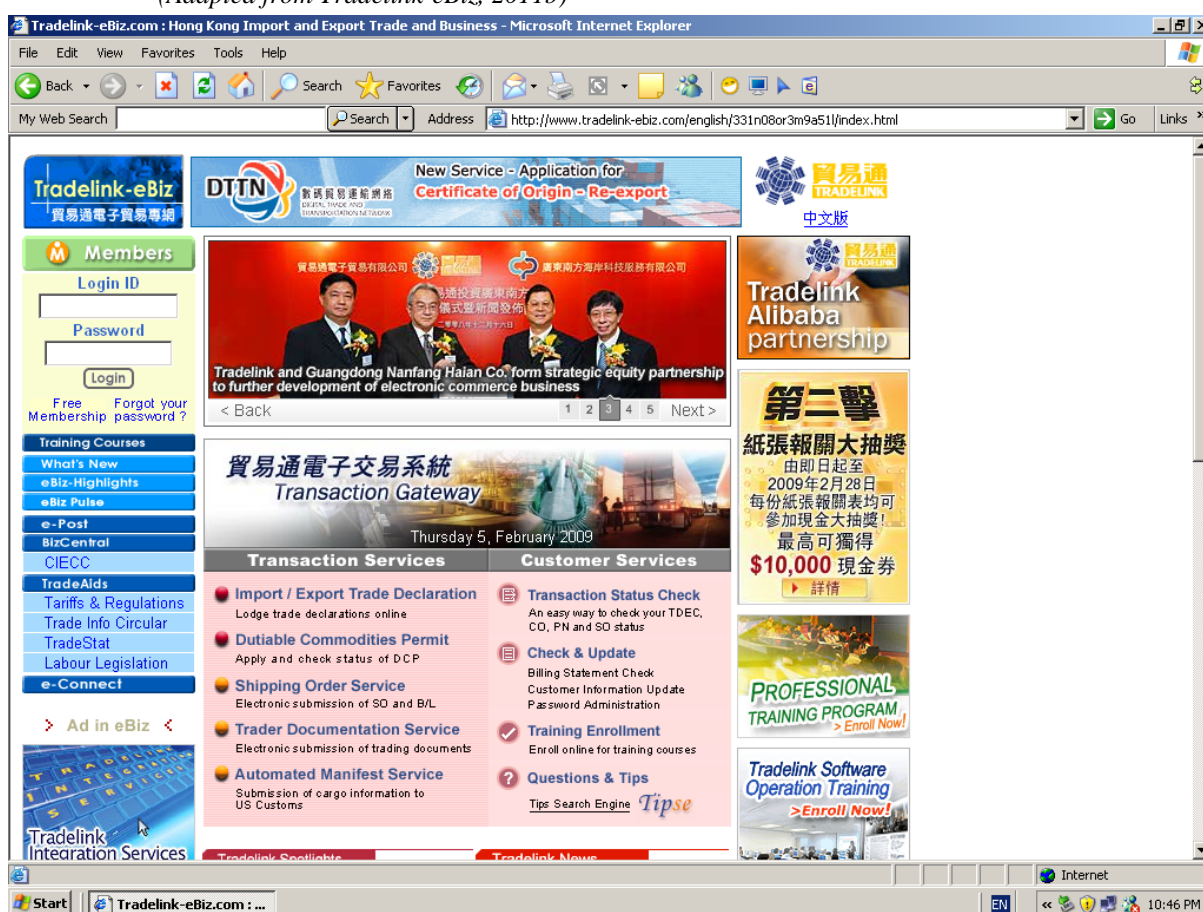 (Adapted from Tradelink-eBiz, 2011b)
Tradelink-eBiz.com : Hong Kong Import and Export Trade and Business - Microsoft Internet Explorer
File Edit View Favorites Tools Help
Back Search Favorites
My Web Search Search Address http://www.tradelink-ebiz.com/english/331n08or3m9a51l/index.html Go Links
Tradelink-eBiz
貿易通電子貿易專網
DTTN
數碼貿易運輸網絡
DIGITAL TRADE AND
TRANSPORTATION NETWORK
New Service - Application for
Certificate of Origin - Re-export
貿易通
TRADELINK
中文版
Members
Login ID
Password
Login
Free Membership
Forgot your password ?
Training Courses
What's New
eBiz-Highlights
eBiz Pulse
e-Post
BizCentral
CIECC
TradeAids
Tariffs & Regulations
Trade Info Circular
TradeStat
Labour Legislation
e-Connect
> Ad in eBiz <
TRADELINK
INTEGRATION
SERVICES
Tradelink
Integration Services
貿易通電子貿易有限公司
貿易通
廣東南方海岸科技服務有限公司
Tradelink and Guangdong Nanfang Haian Co. form strategic equity partnership
to further development of electronic commerce business
< Back 1 2 3 4 5 Next >
貿易通電子交易系統
Transaction Gateway
Thursday 5, February 2009
Transaction Services
Import / Export Trade Declaration
Lodge trade declarations online
Dutiable Commodities Permit
Apply and check status of DCP
Shipping Order Service
Electronic submission of SO and B/L
Trader Documentation Service
Electronic submission of trading documents
Automated Manifest Service
Submission of cargo information to
US Customs
Customer Services
Transaction Status Check
An easy way to check your TDEC,
CO, PN and SO status
Check & Update
Billing Statement Check
Customer Information Update
Password Administration
Training Enrollment
Enroll online for training courses
Questions & Tips
Tips Search Engine Tipse
Tradelink Spotlights
Tradelink News
貿易通
TRADELINK
Tradelink
Alibaba
partnership
第二擊
紙張報關大抽獎
由即日起至
2009年2月28日
每份紙張報關表均可
參加現金大抽獎!
最高可獲得
$10,000 現金券
詳情
PROFESSIONAL
TRAINING PROGRAM
> Enroll Now!
Tradelink Software
Operation Training
>Enroll Now!
Internet
Start Tradelink-eBiz.com : ... EN 10:46 PM